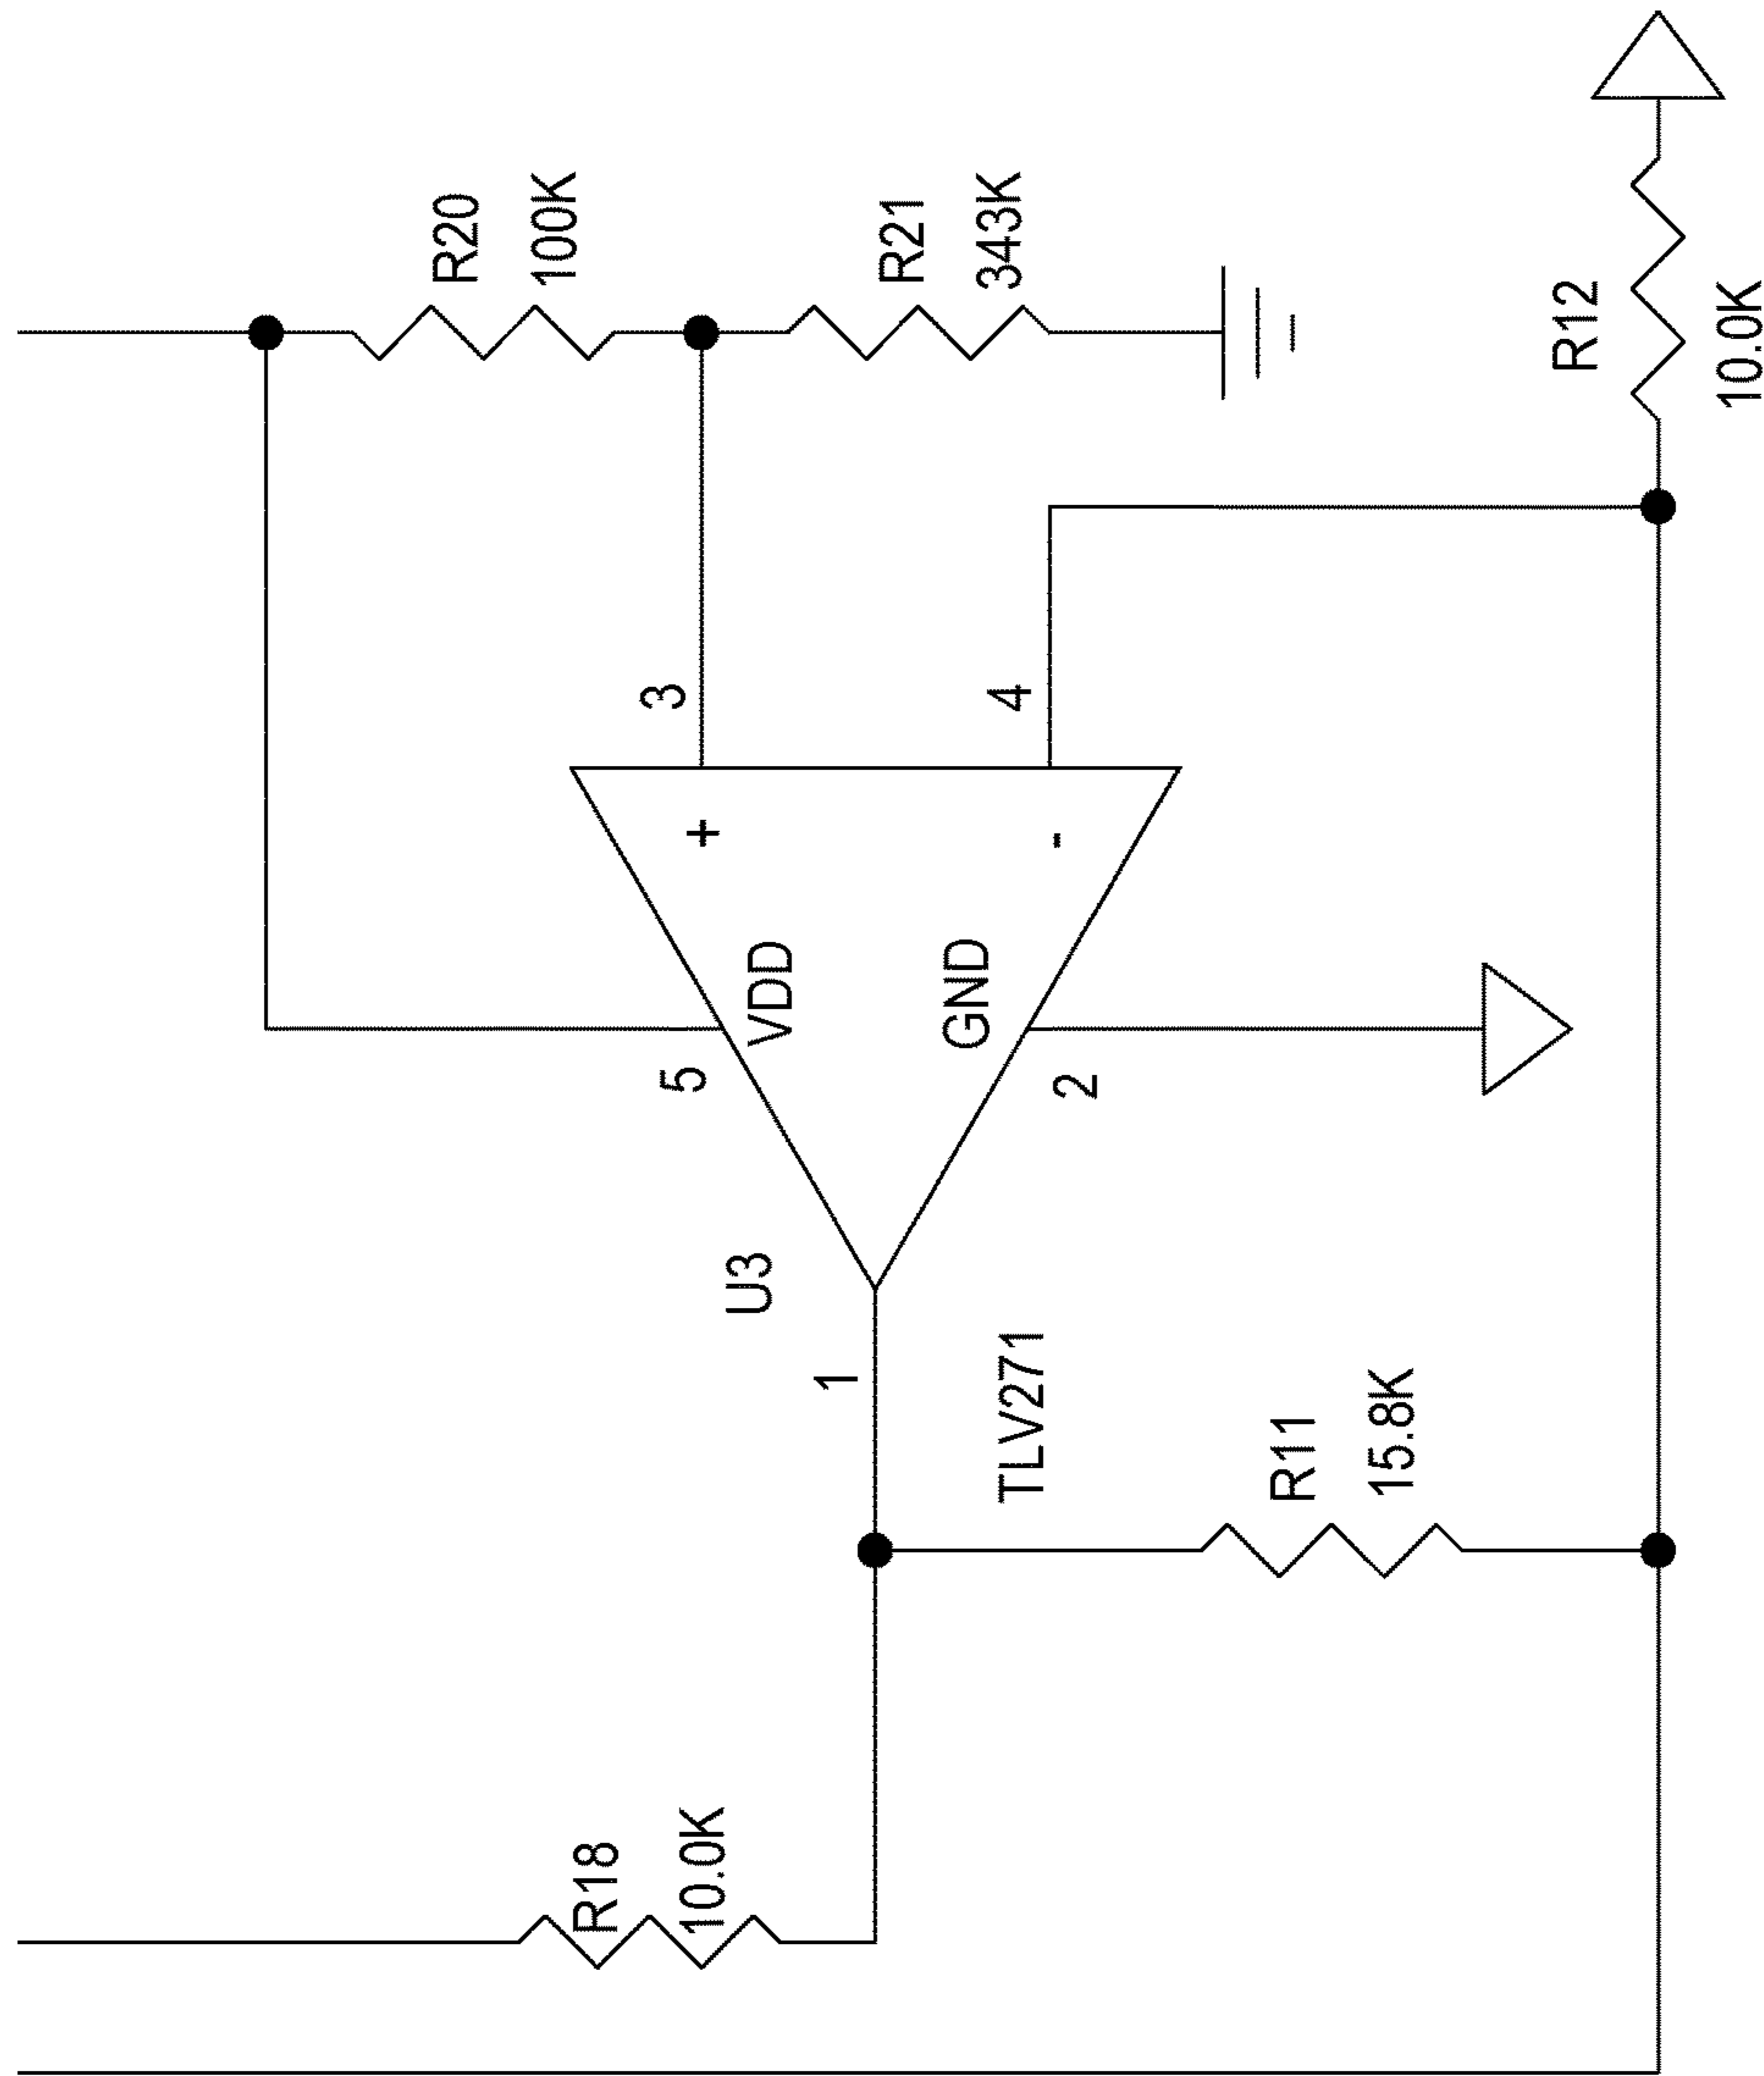 R20
100K
R21
343K
R12
10.0K
3
4
+
-
VDD
GND
5
2
U3
1
TLV271
R11
15.8K
R18
10.0K